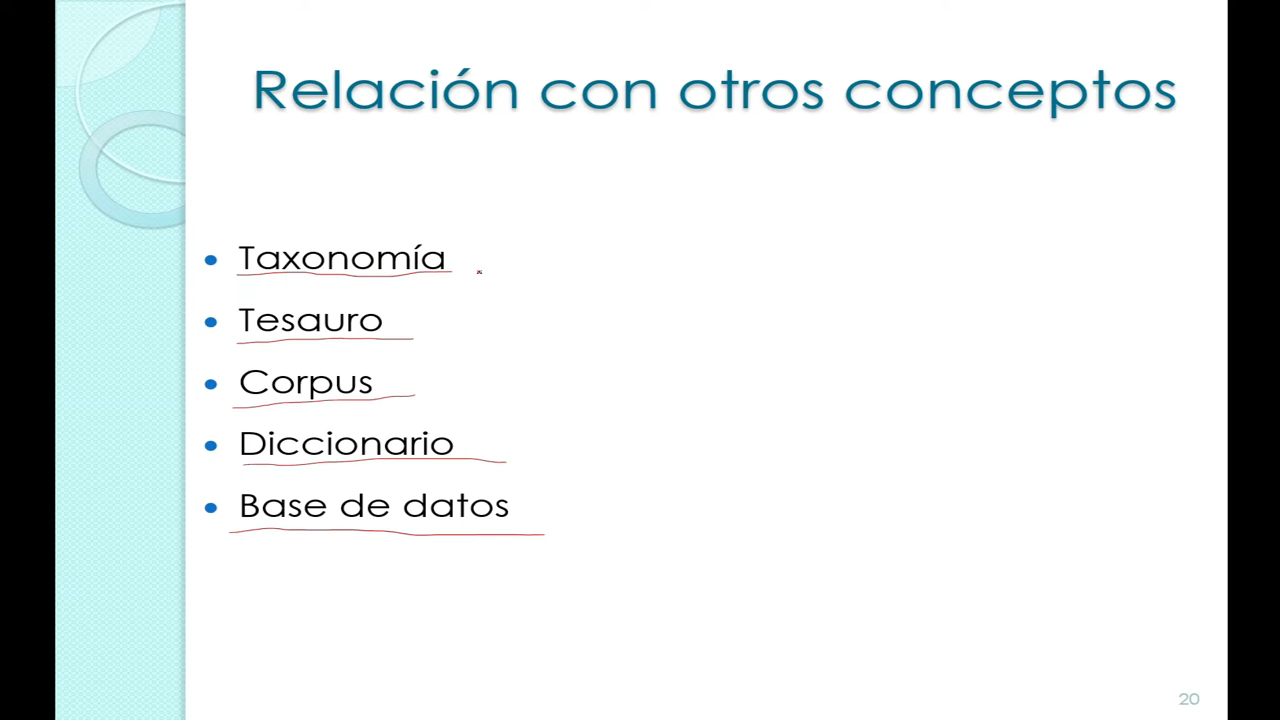 Relación con otros conceptos
• Taxonomía
• Tesauro
• Corpus
• Diccionario
• Base de datos
20